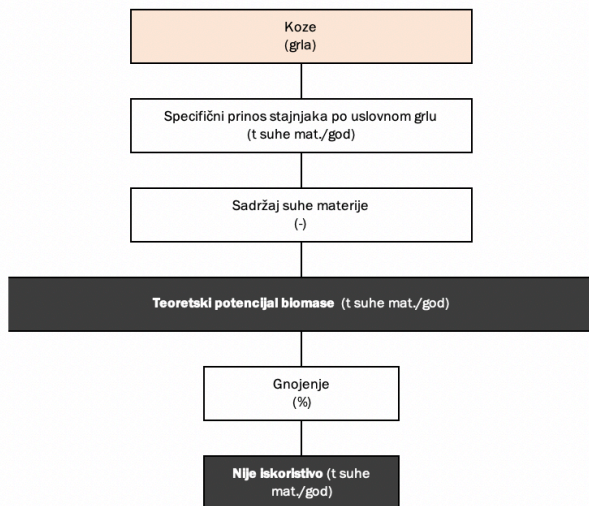 Koze
(grla)
Specifični prinos stajnjaka po uslovnom grlu
(t suhe mat./god)
Sadržaj suhe materije
(-)
Teoretski potencijal biomase (t suhe mat./god)
Gnojenje
(%)
Nije iskoristivo (t suhe
mat./god)